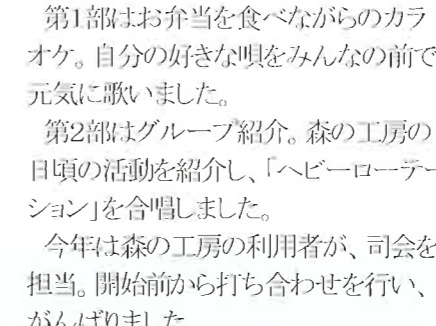 第1部はお弁当を食べながらのカラ
オケ。自分の好きな唄をみんなの前で
元気に歌いました。
第2部はグループ紹介。森の工房の
日頃の活動を紹介し、「ヘビーローテー
ション」を合唱しました。
今年は森の工房の利用者が、司会を
担当。開始前から打ち合わせを行い、
がんばりました